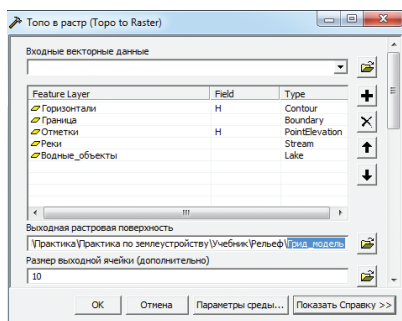 Топо в растр (Topo to Raster)
Входные векторные данные
Feature Layer Field Type
Горизонтали H Contour
Граница Boundary
Отметки H PointElevation
Реки Stream
Водные_объекты Lake
Выходная растровая поверхность
\Практика\Практика по землеустройству\Учебник\Рельеф\Грид_модель
Размер выходной ячейки (дополнительно)
10
OK Отмена Параметры среды... Показать Справку >>